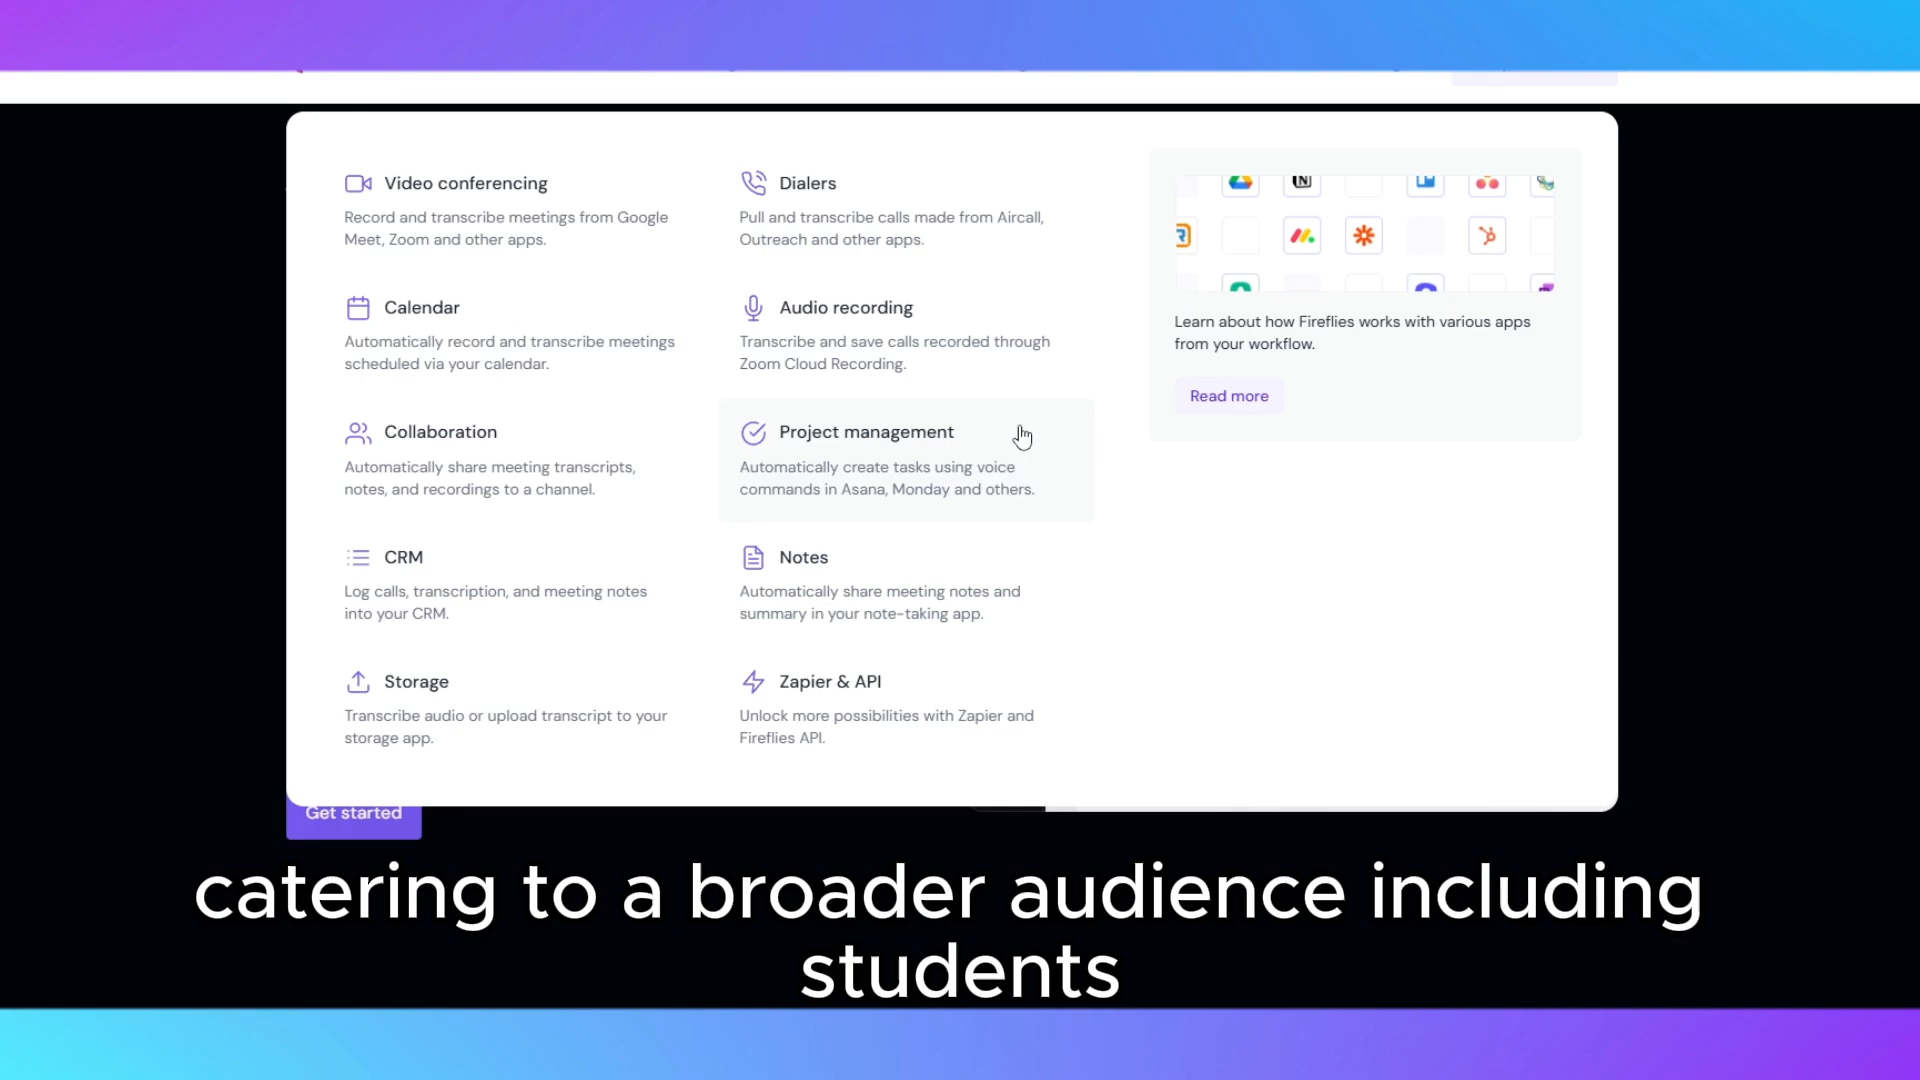 Video conferencing
Record and transcribe meetings from Google
Meet, Zoom and other apps.
Dialers
Pull and transcribe calls made from Aircall,
Outreach and other apps.
Calendar
Automatically record and transcribe meetings
scheduled via your calendar.
Audio recording
Transcribe and save calls recorded through
Zoom Cloud Recording.
Collaboration
Automatically share meeting transcripts,
notes, and recordings to a channel.
Project management
Automatically create tasks using voice
commands in Asana, Monday and others.
CRM
Log calls, transcription, and meeting notes
into your CRM.
Notes
Automatically share meeting notes and
summary in your note-taking app.
Storage
Transcribe audio or upload transcript to your
storage app.
Zapier & API
Unlock more possibilities with Zapier and
Fireflies API.
Learn about how Fireflies works with various apps
from your workflow.
Read more
Get started
catering to a broader audience including
students